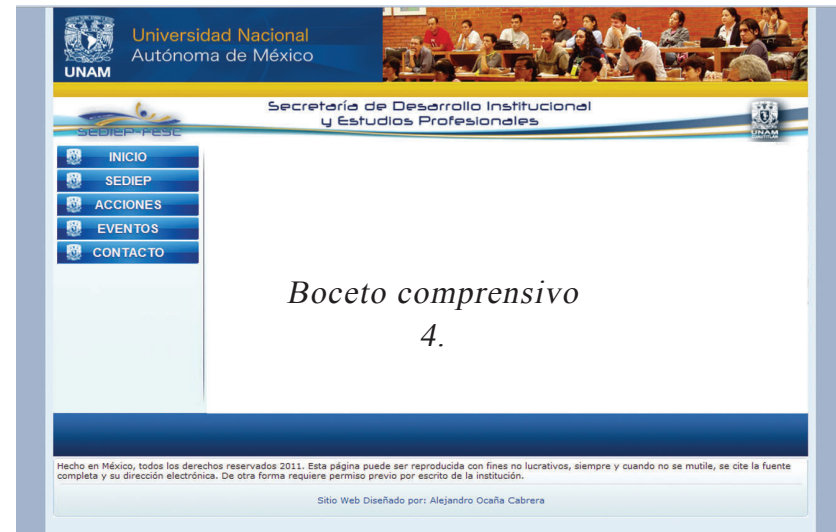 Universidad Nacional
Autónoma de México
UNAM
Secretaría de Desarrollo Institucional
y Estudios Profesionales
SEDIEP-FESC
UNAM
CUAUTITLAN
INICIO
SEDIEP
ACCIONES
EVENTOS
CONTACTO
Boceto comprensivo
4.
Hecho en México, todos los derechos reservados 2011. Esta página puede ser reproducida con fines no lucrativos, siempre y cuando no se mutile, se cite la fuente
completa y su dirección electrónica. De otra forma requiere permiso previo por escrito de la institución.
Sitio Web Diseñado por: Alejandro Ocaña Cabrera